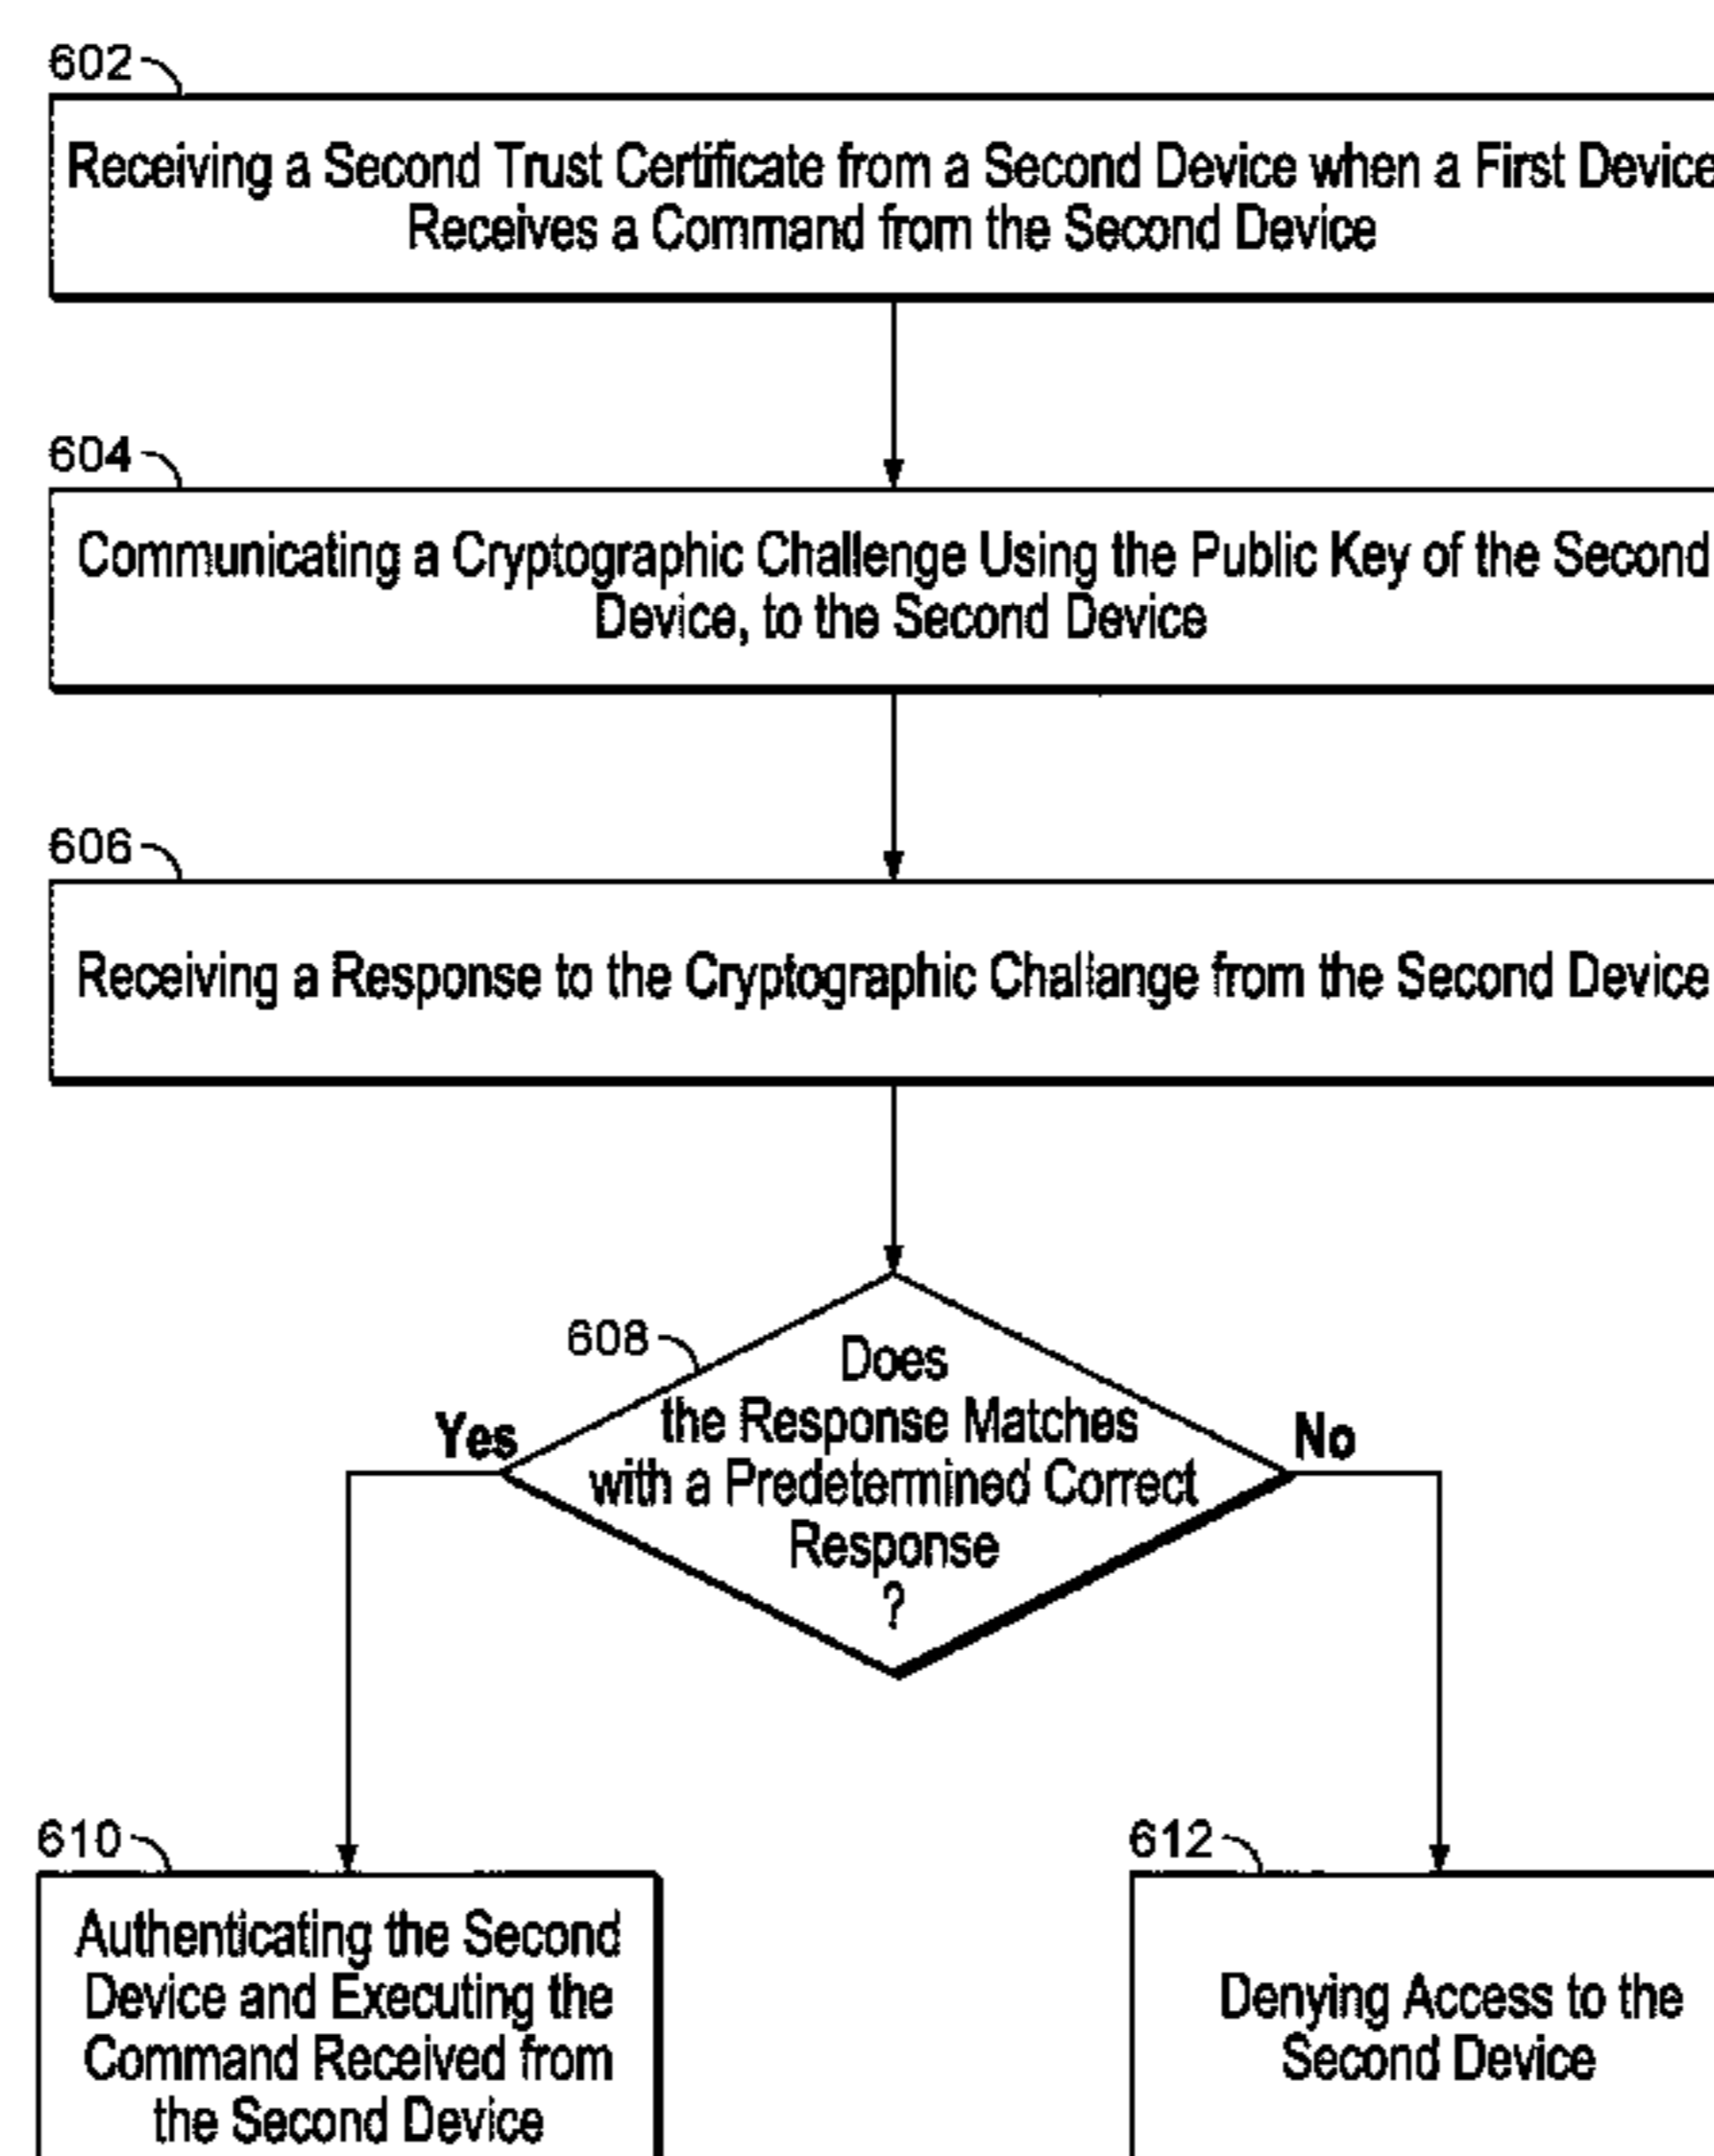 602
Receiving a Second Trust Certificate from a Second Device when a First Device
Receives a Command from the Second Device
604
Communicating a Cryptographic Challenge Using the Public Key of the Second
Device, to the Second Device
606
Receiving a Response to the Cryptographic Challange from the Second Device
608
Does
the Response Matches
with a Predetermined Correct
Response
?
Yes
No
610
Authenticating the Second
Device and Executing the
Command Received from
the Second Device
612
Denying Access to the
Second Device